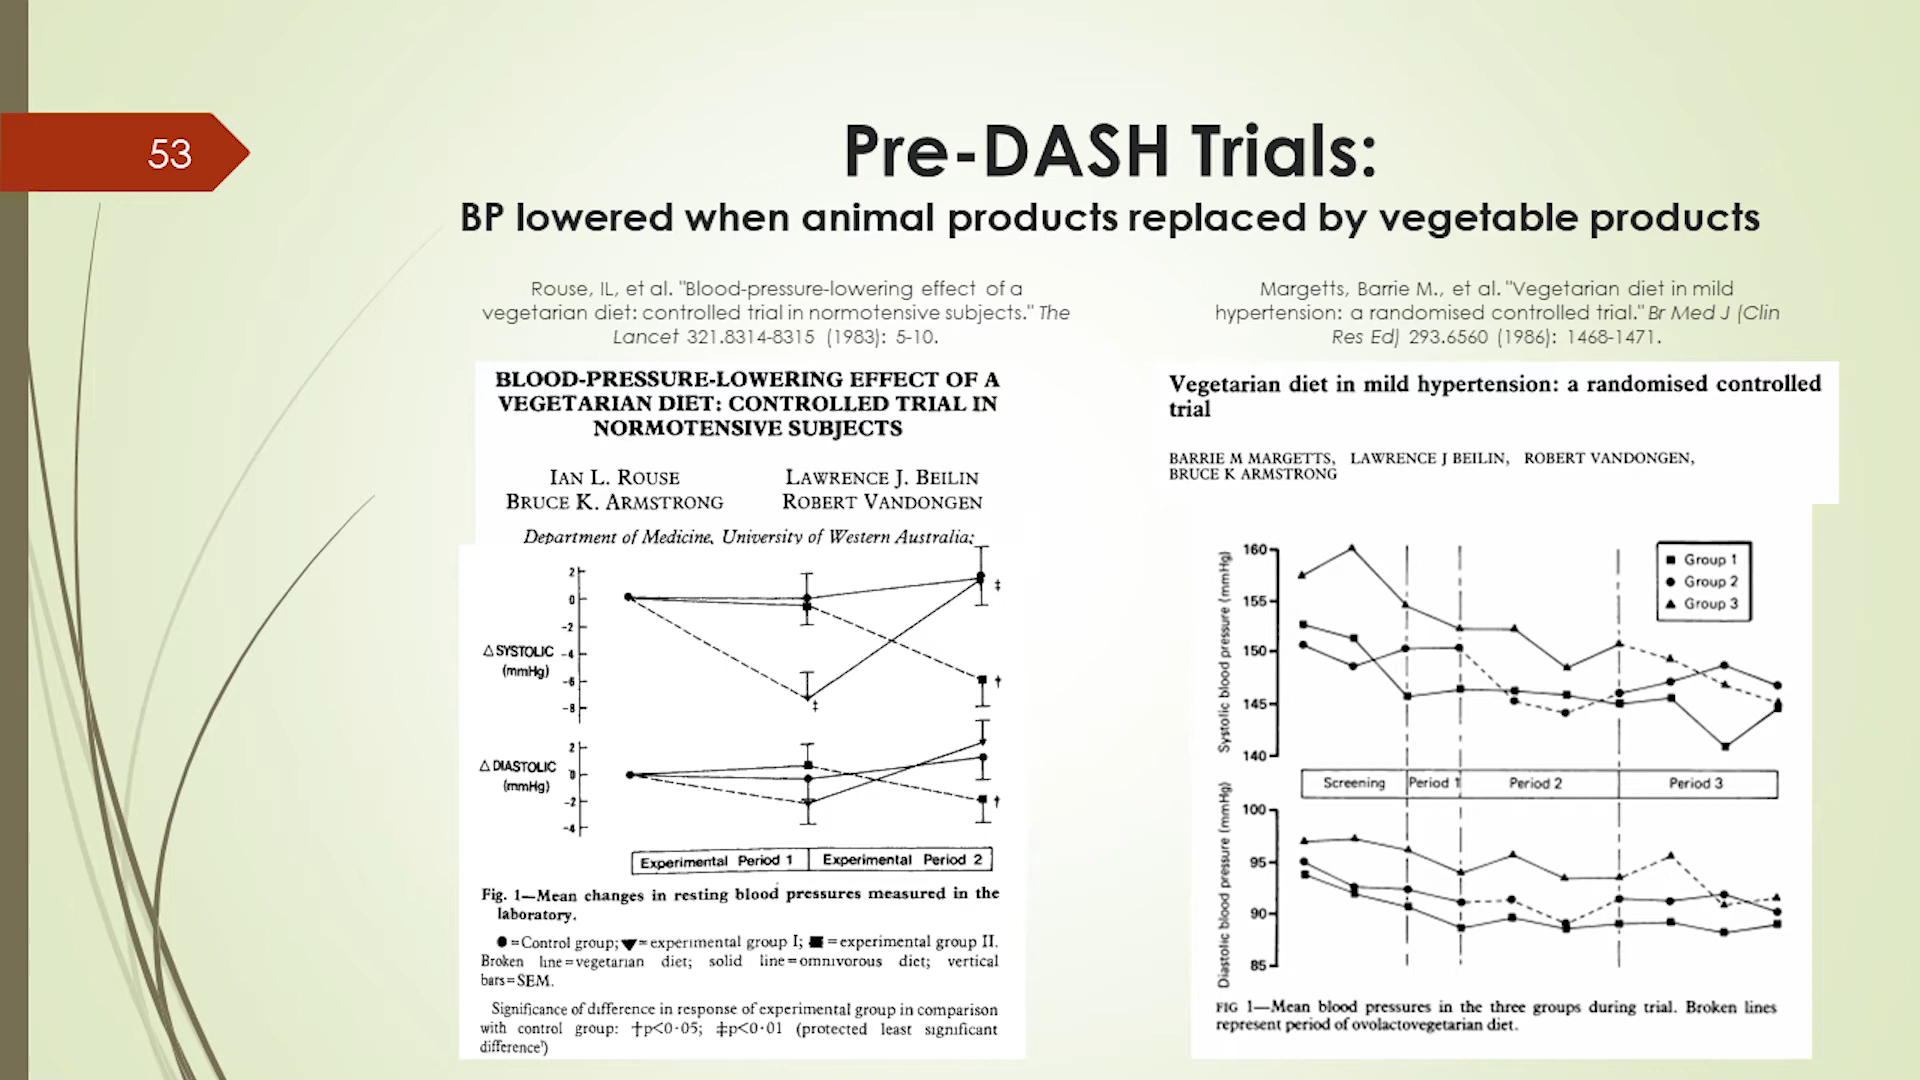 53
Pre-DASH Trials:
BP lowered when animal products replaced by vegetable products
Rouse, IL, et al. "Blood-pressure-lowering effect of a
vegetarian diet: controlled trial in normotensive subjects." The
Lancet 321.8314-8315 (1983): 5-10.
BLOOD-PRESSURE-LOWERING EFFECT OF A
VEGETARIAN DIET: CONTROLLED TRIAL IN
NORMOTENSIVE SUBJECTS
IAN L. ROUSE LAWRENCE J. BEILIN
BRUCE K. ARMSTRONG ROBERT VANDONGEN
Department of Medicine, University of Western Australia;
2
0
-2
△ SYSTOLIC -4
(mmHg)
-6
-8
‡
†
‡
2
△ DIASTOLIC 0
(mmHg)
-2
-4
†
Experimental Period 1 Experimental Period 2
Fig. 1—Mean changes in resting blood pressures measured in the
laboratory.
●=Control group; ▼=experimental group I; ■=experimental group II.
Broken line=vegetarian diet; solid line=omnivorous diet; vertical
bars=SEM.
Significance of difference in response of experimental group in comparison
with control group: †p<0·05; ‡p<0·01 (protected least significant
difference¹)
Margetts, Barrie M., et al. "Vegetarian diet in mild
hypertension: a randomised controlled trial." Br Med J (Clin
Res Ed) 293.6560 (1986): 1468-1471.
Vegetarian diet in mild hypertension: a randomised controlled
trial
BARRIE M MARGETTS, LAWRENCE J BEILIN, ROBERT VANDONGEN,
BRUCE K ARMSTRONG
Systolic blood pressure (mmHg)
160
155
150
145
140
■ Group 1
● Group 2
▲ Group 3
Screening Period 1 Period 2 Period 3
Diastolic blood pressure (mmHg)
100
95
90
85
FIG 1—Mean blood pressures in the three groups during trial. Broken lines
represent period of ovolactovegetarian diet.